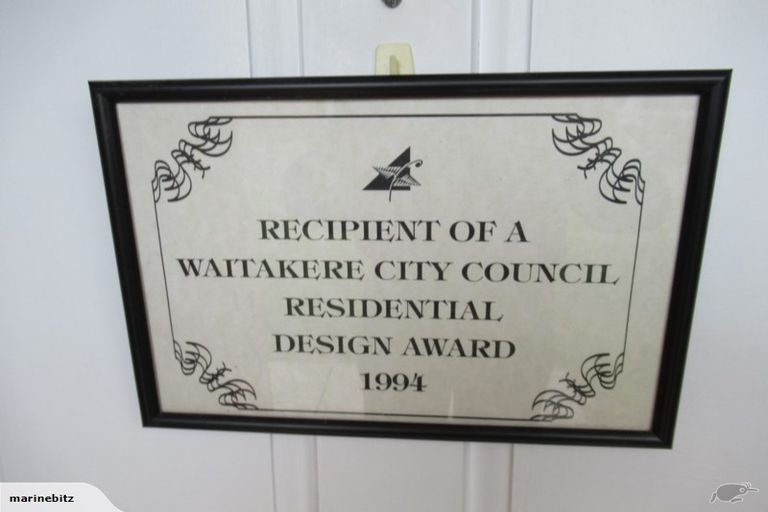 RECIPIENT OF A
WAITAKERE CITY COUNCIL
RESIDENTIAL
DESIGN AWARD
1994
marinebitz